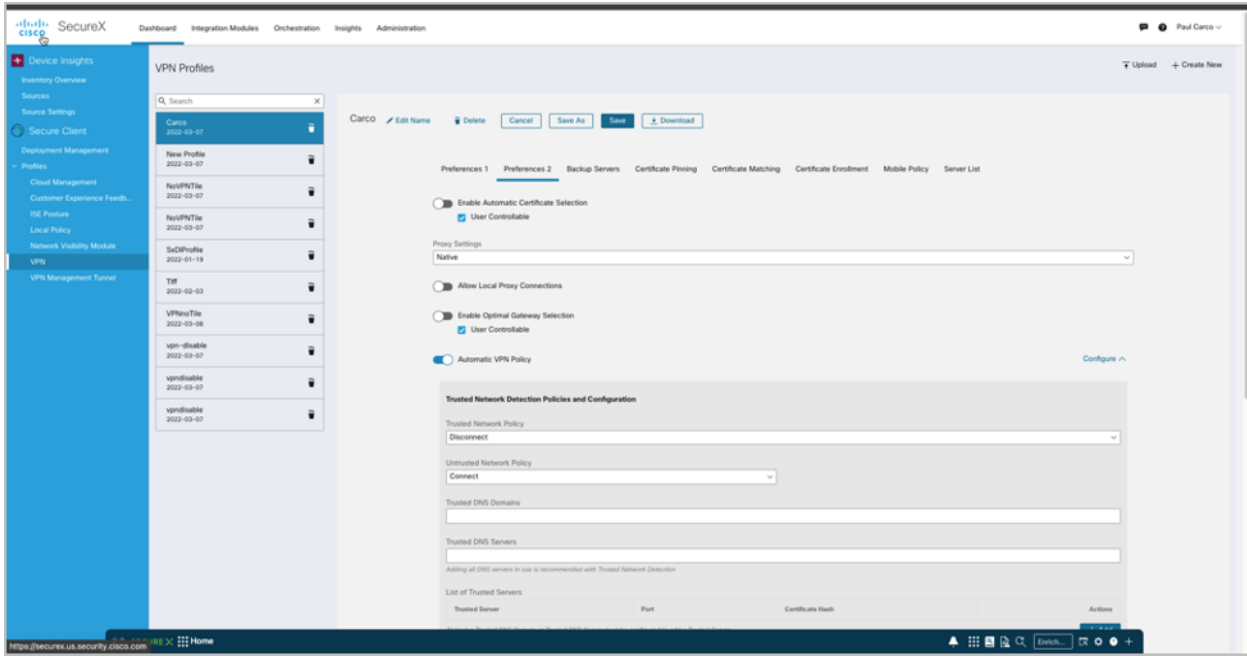 CISCO
SecureX
Dashboard
Integration Modules
Orchestration
Insights
Administration
Paul Carco
Device Insights
Inventory Overview
Sources
Source Settings
Secure Client
Deployment Management
Profiles
Cloud Management
Customer Experience Feedb...
ISE Posture
Local Policy
Network Visibility Module
VPN
VPN Management Tunnel
VPN Profiles
Upload
+ Create New
Search
Carco
2022-03-07
New Profile
2022-03-07
NoVPNTile
2022-03-07
NoVPNTile
2022-03-07
SxDIProfile
2022-01-19
Tiff
2022-02-03
VPNnoTile
2022-03-08
vpn-disable
2022-03-07
vpndisable
2022-03-07
vpndisable
2022-03-07
Carco
Edit Name
Delete
Cancel
Save As
Save
Download
Preferences 1
Preferences 2
Backup Servers
Certificate Pinning
Certificate Matching
Certificate Enrollment
Mobile Policy
Server List
Enable Automatic Certificate Selection
User Controllable
Proxy Settings
Native
Allow Local Proxy Connections
Enable Optimal Gateway Selection
User Controllable
Automatic VPN Policy
Configure
Trusted Network Detection Policies and Configuration
Trusted Network Policy
Disconnect
Untrusted Network Policy
Connect
Trusted DNS Domains
Trusted DNS Servers
Adding all DNS servers in use is recommended with Trusted Network Detection
List of Trusted Servers
Trusted Server
Port
Certificate Hash
Actions
Home
Enrich...
https://securex.us.security.cisco.com